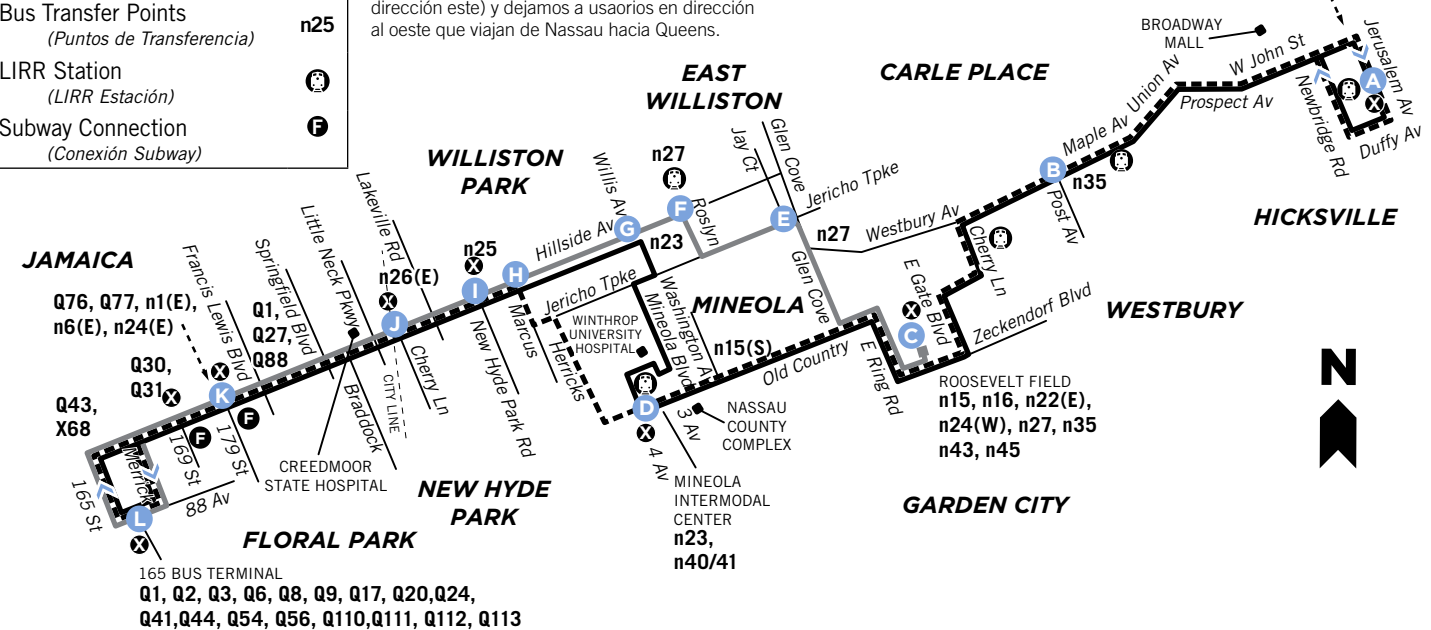 Bus Transfer Points
(Puntos de Transferencia)
n25
LIRR Station
(LIRR Estación)
Subway Connection
(Conexión Subway)
F
dirección este) y dejamos a usaorios en dirección
al oeste que viajan de Nassau hacia Queens.
BROADWAY
MALL
Jerusalem Av
W John St
A
X
Newbridge Rd
Duffy Av
Union Av
Prospect Av
Maple Av
B
n35
Post Av
HICKSVILLE
CARLE PLACE
EAST
WILLISTON
Glen Cove
Jay Ct
Jericho Tpke
E
n27
Westbury Av
Cherry Ln
Glen Cove
WESTBURY
Zeckendorf Blvd
E Gate Blvd
X
C
E Ring Rd
ROOSEVELT FIELD
n15, n16, n22(E),
n24(W), n27, n35
n43, n45
GARDEN CITY
N
WILLISTON
PARK
n27
F
Roslyn
Willis Av
G
n23
Hillside Av
Jericho Tpke
MINEOLA
Washington Av
Mineola Blvd
WINTHROP
UNIVERSITY
HOSPITAL
n15(S)
Old Country
D
X
3 Av
4 Av
NASSAU
COUNTY
COMPLEX
MINEOLA
INTERMODAL
CENTER
n23,
n40/41
H
Marcus
Herricks
n25
X
I
New Hyde Park Rd
n26(E)
X
J
Lakeville Rd
Cherry Ln
CITY LINE
Little Neck Pkwy
Braddock
Springfield Blvd
CREEDMOOR
STATE HOSPITAL
NEW HYDE
PARK
FLORAL PARK
JAMAICA
Francis Lewis Blvd
Q76, Q77, n1(E),
n6(E), n24(E)
Q1,
Q27,
Q88
Q30,
Q31
X
X
K
F
F
Q43,
X68
179 St
169 St
Merrick
165 St
88 Av
L
X
165 BUS TERMINAL
Q1, Q2, Q3, Q6, Q8, Q9, Q17, Q20,Q24,
Q41,Q44, Q54, Q56, Q110,Q111, Q112, Q113